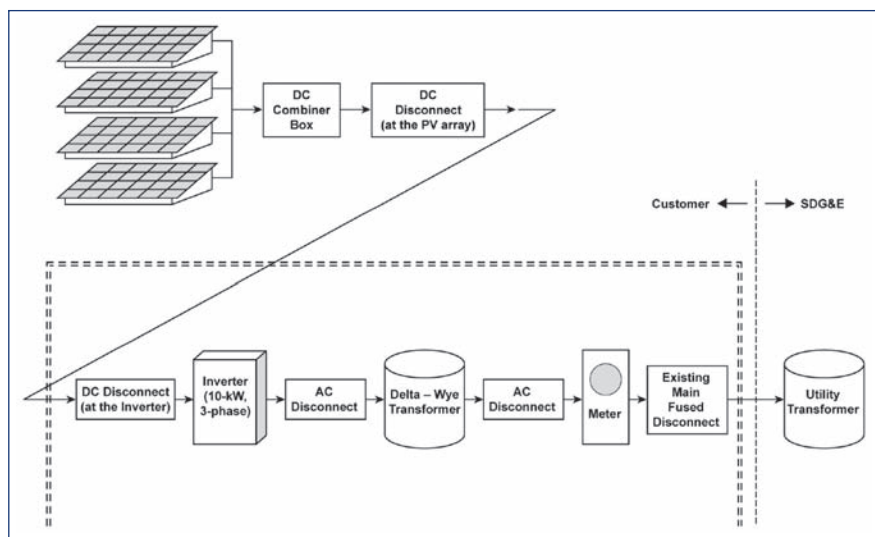 DC
Combiner
Box
DC
Disconnect
(at the PV array)
Customer
SDG&E
DC Disconnect
(at the Inverter)
Inverter
(10-kW,
3-phase)
AC
Disconnect
Delta – Wye
Transformer
AC
Disconnect
Meter
Existing
Main
Fused
Disconnect
Utility
Transformer